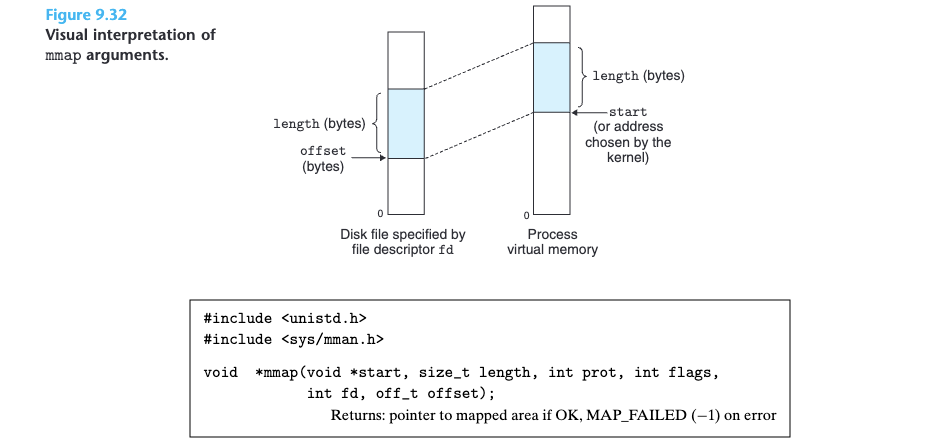 Figure 9.32
Visual interpretation of
mmap arguments.
length (bytes)
offset
(bytes)
0
Disk file specified by
file descriptor fd
length (bytes)
start
(or address
chosen by the
kernel)
0
Process
virtual memory
#include <unistd.h>
#include <sys/mman.h>
void *mmap(void *start, size_t length, int prot, int flags,
int fd, off_t offset);
Returns: pointer to mapped area if OK, MAP_FAILED (−1) on error